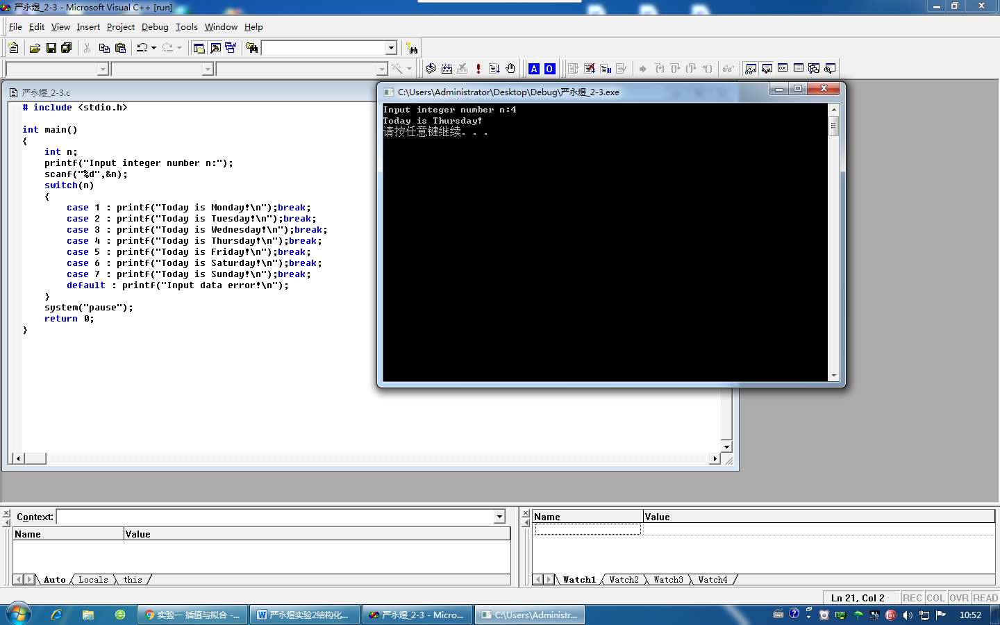 严永煜_2-3 - Microsoft Visual C++ [run]
File Edit View Insert Project Debug Tools Window Help
A O
严永煜_2-3.c
# include <stdio.h>
int main()
{
int n;
printf("Input integer number n:");
scanf("%d",&n);
switch(n)
{
case 1 : printf("Today is Monday!\n");break;
case 2 : printf("Today is Tuesday!\n");break;
case 3 : printf("Today is Wednesday!\n");break;
case 4 : printf("Today is Thursday!\n");break;
case 5 : printf("Today is Friday!\n");break;
case 6 : printf("Today is Saturday!\n");break;
case 7 : printf("Today is Sunday!\n");break;
default : printf("Input data error!\n");
}
system("pause");
return 0;
}
C:\Users\Administrator\Desktop\Debug\严永煜_2-3.exe
Input integer number n:4
Today is Thursday!
请按任意键继续. . .
Context:
Name Value
Auto Locals this
Name Value
Watch1 Watch2 Watch3 Watch4
Ln 21, Col 2 REC COL OVR READ
实验一 插值与拟合 -... 严永煜实验2结构化... 严永煜_2-3 - Micro... C:\Users\Administr... 10:52